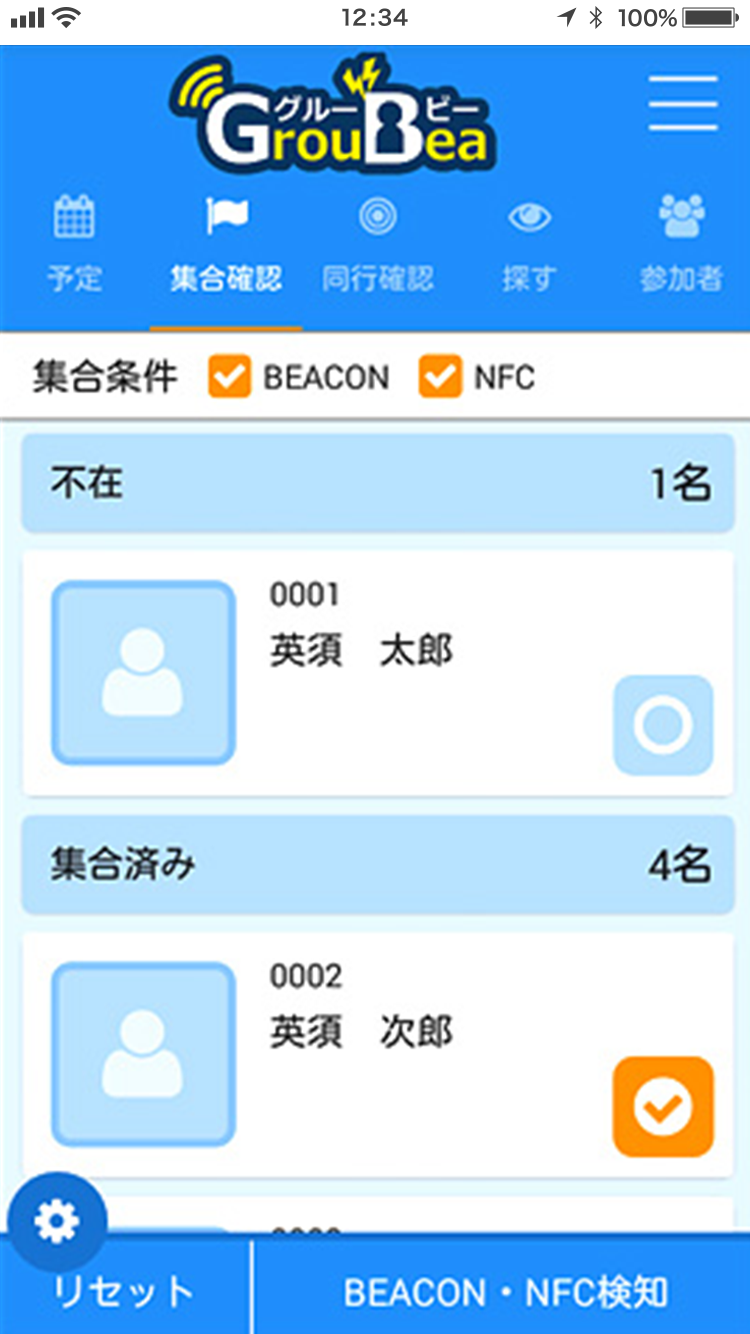 12:34
100%
グルー ビー
GrouBea
予定 集合確認 同行確認 探す 参加者
集合条件 BEACON NFC
不在 1名
0001
英須 太郎
集合済み 4名
0002
英須 次郎
リセット BEACON・NFC検知